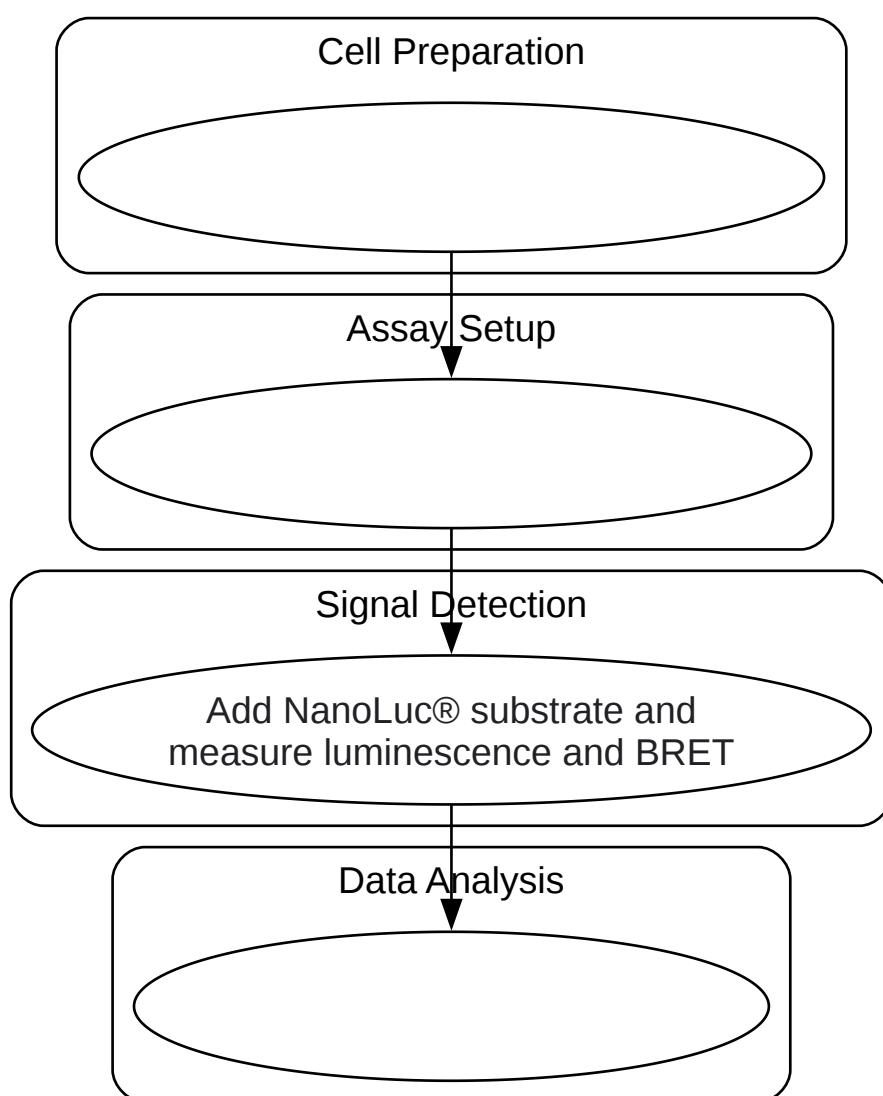 Cell Preparation
Assay Setup
Signal Detection
Add NanoLuc® substrate and
measure luminescence and BRET
Data Analysis